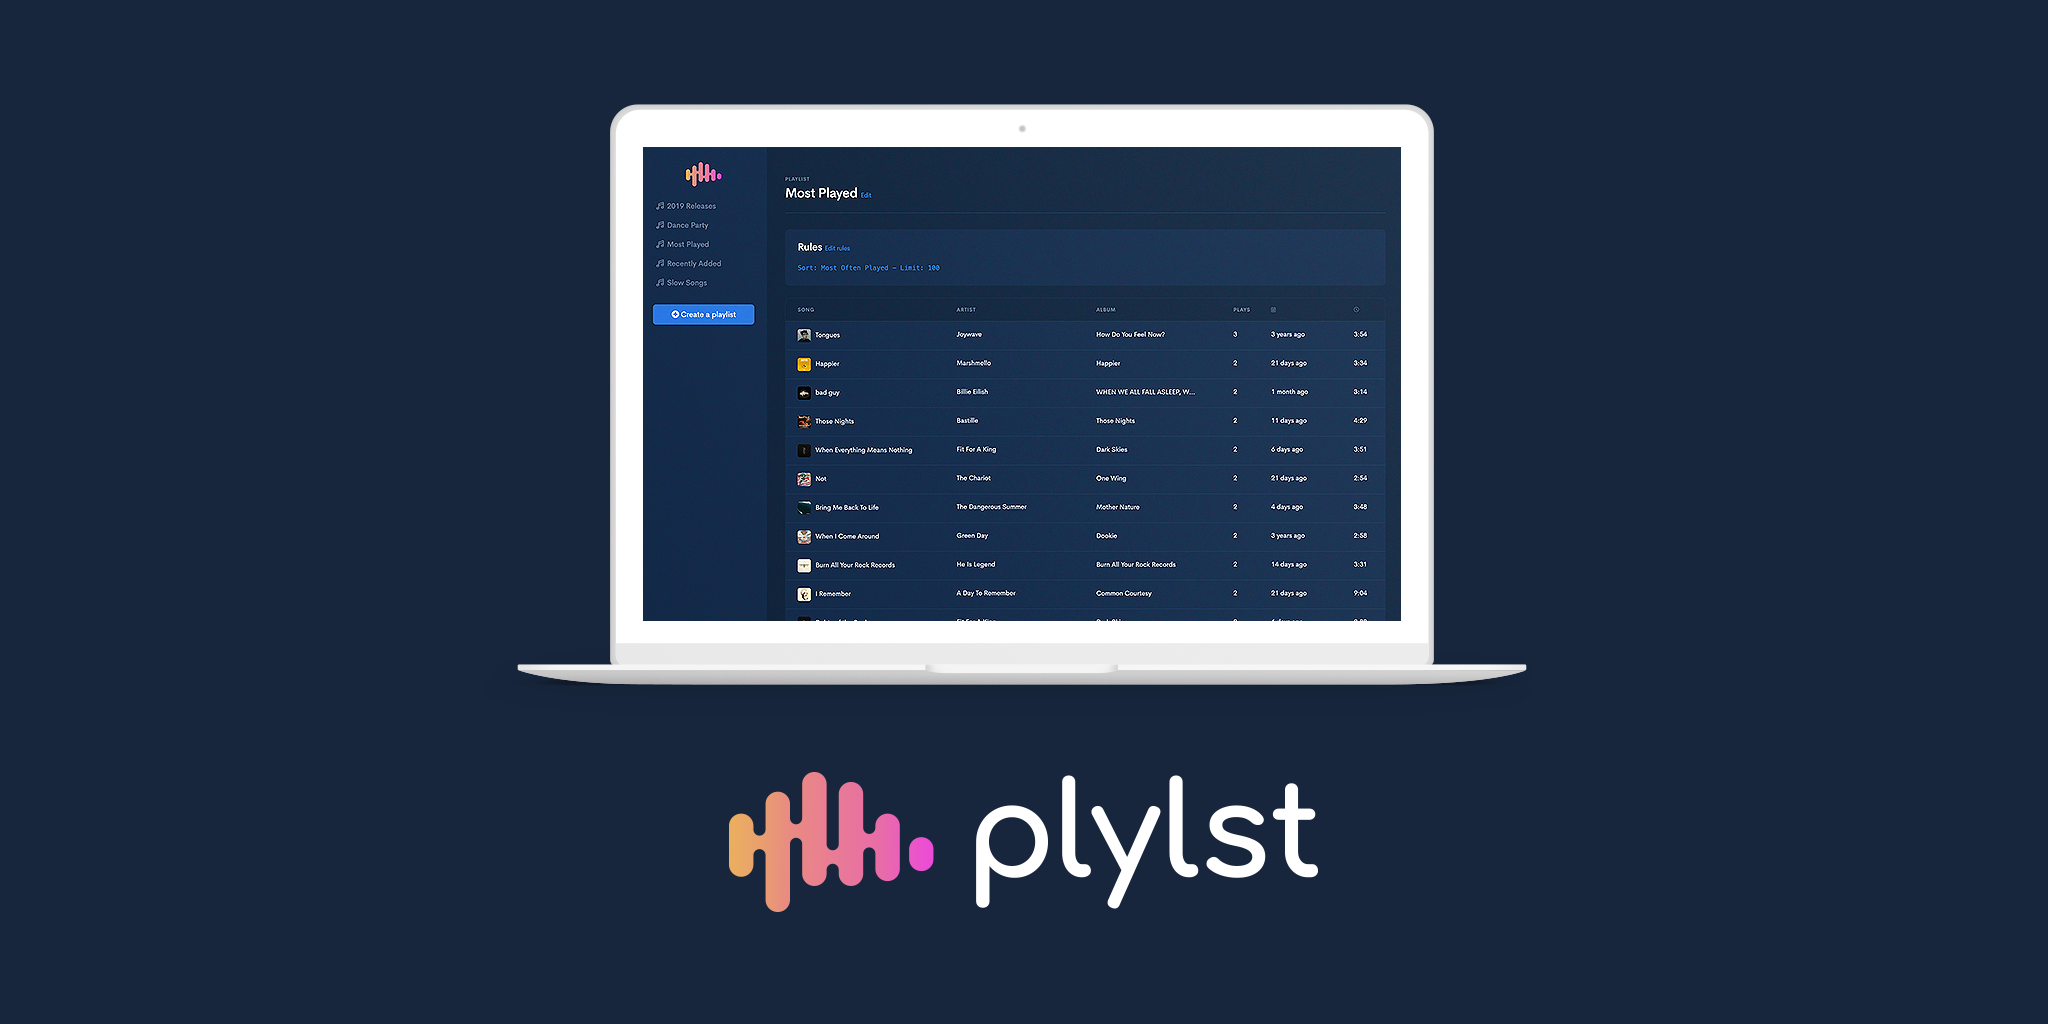 2019 Releases
Dance Party
Most Played
Recently Added
Slow Songs
Create a playlist
PLAYLIST
Most Played Edit
Rules Edit rules
Sort: Most Often Played - Limit: 100
SONG ARTIST ALBUM PLAYS
Tongues Joywave How Do You Feel Now? 3 3 years ago 3:54
Happier Marshmello Happier 2 21 days ago 3:34
bad guy Billie Eilish WHEN WE ALL FALL ASLEEP, W... 2 1 month ago 3:14
Those Nights Bastille Those Nights 2 11 days ago 4:29
When Everything Means Nothing Fit For A King Dark Skies 2 6 days ago 3:51
Not The Chariot One Wing 2 21 days ago 2:54
Bring Me Back To Life The Dangerous Summer Mother Nature 2 4 days ago 3:48
When I Come Around Green Day Dookie 2 3 years ago 2:58
Burn All Your Rock Records He Is Legend Burn All Your Rock Records 2 14 days ago 3:31
I Remember A Day To Remember Common Courtesy 2 21 days ago 9:04
plylst